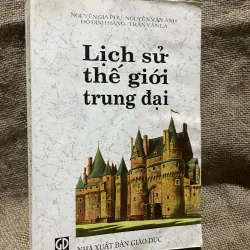 NGUYỄN GIA PHU - NGUYỄN VĂN ÁNH
ĐỖ ĐÌNH HÃNG - TRẦN VĂN LA
Lịch sử
thế giới
trung đại
GD
NHÀ XUẤT BẢN GIÁO DỤC